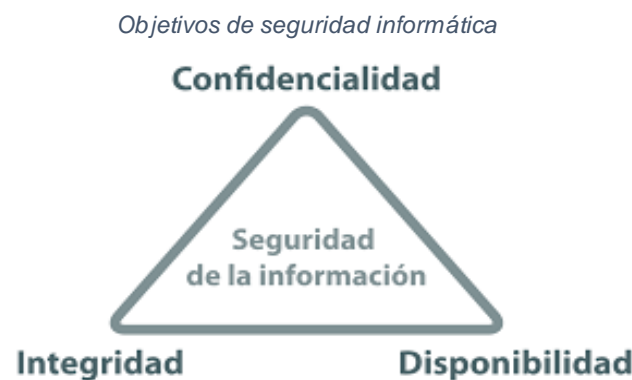 Objetivos de seguridad informática
Confidencialidad
Seguridad
de la información
Integridad
Disponibilidad